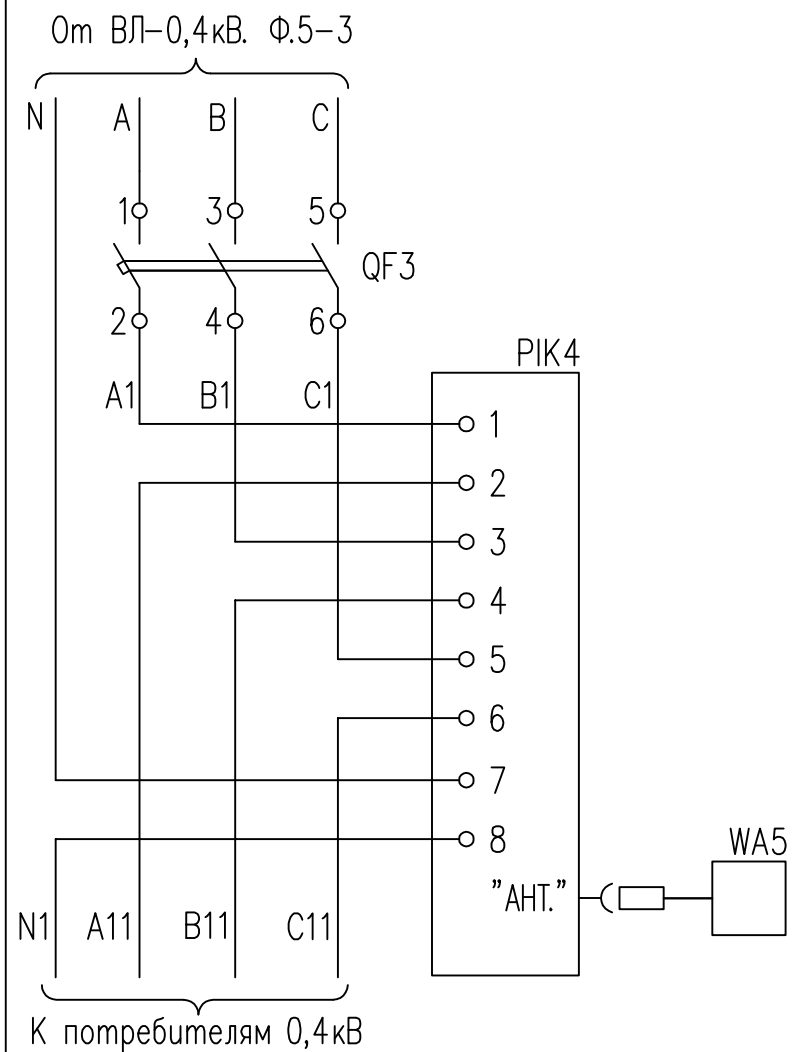 От ВЛ-0,4кВ. Ф.5-3
N A B C
1 3 5
QF3
2 4 6
PIK4
A1 B1 C1
1
2
3
4
5
6
7
8
WA5
"АНТ."
N1 A11 B11 C11
К потребителям 0,4кВ